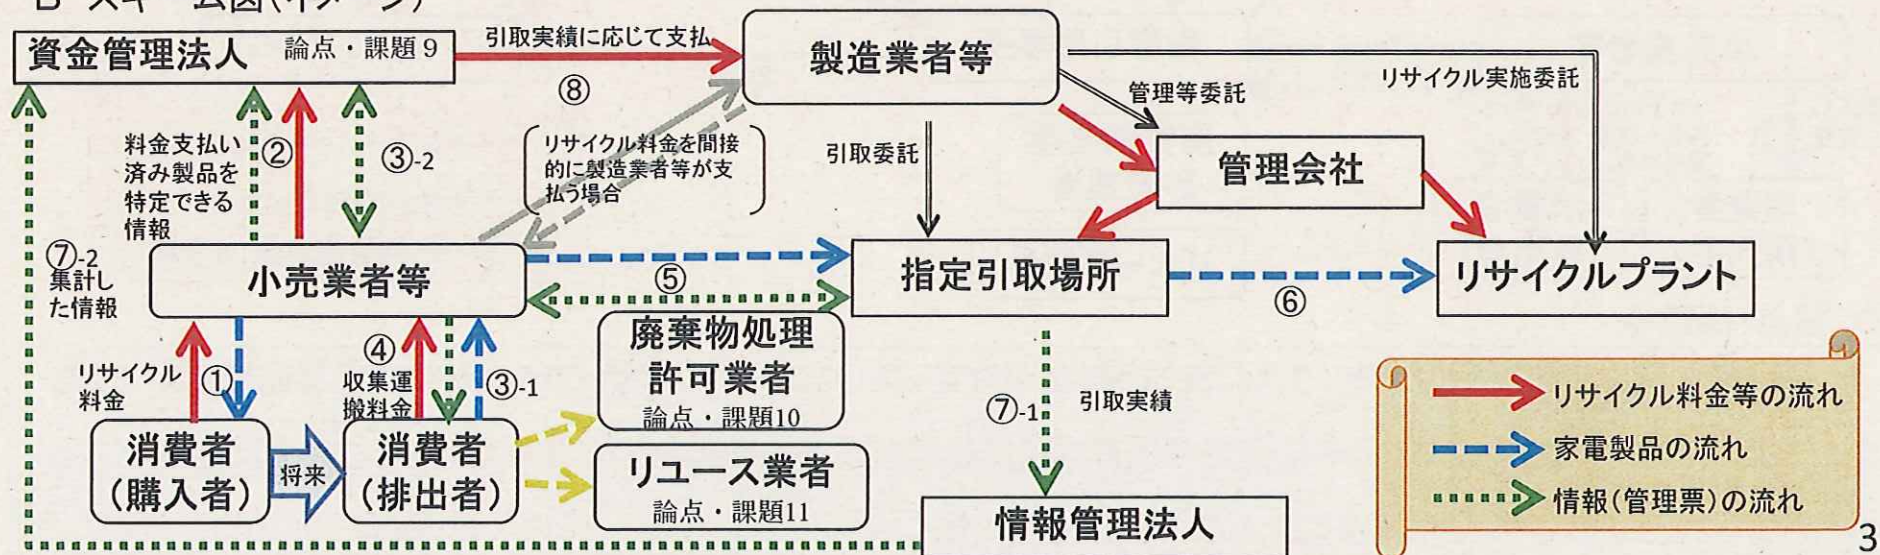 B スキーム図(イメージ)
資金管理法人 論点・課題9
引取実績に応じて支払
⑧
製造業者等
リサイクル実施委託
管理等委託
料金支払い
済み製品を
特定できる
情報
②
③-2
リサイクル料金を間接
的に製造業者等が支
払う場合
引取委託
管理会社
⑦-2
集計し
た情報
小売業者等
⑤
指定引取場所
⑥
リサイクルプラント
リサイクル
料金
①
④
収集運
搬料金
③-1
廃棄物処理
許可業者
論点・課題10
⑦-1
引取実績
消費者
(購入者)
将来
消費者
(排出者)
リユース業者
論点・課題11
情報管理法人
リサイクル料金等の流れ
家電製品の流れ
情報(管理票)の流れ
3